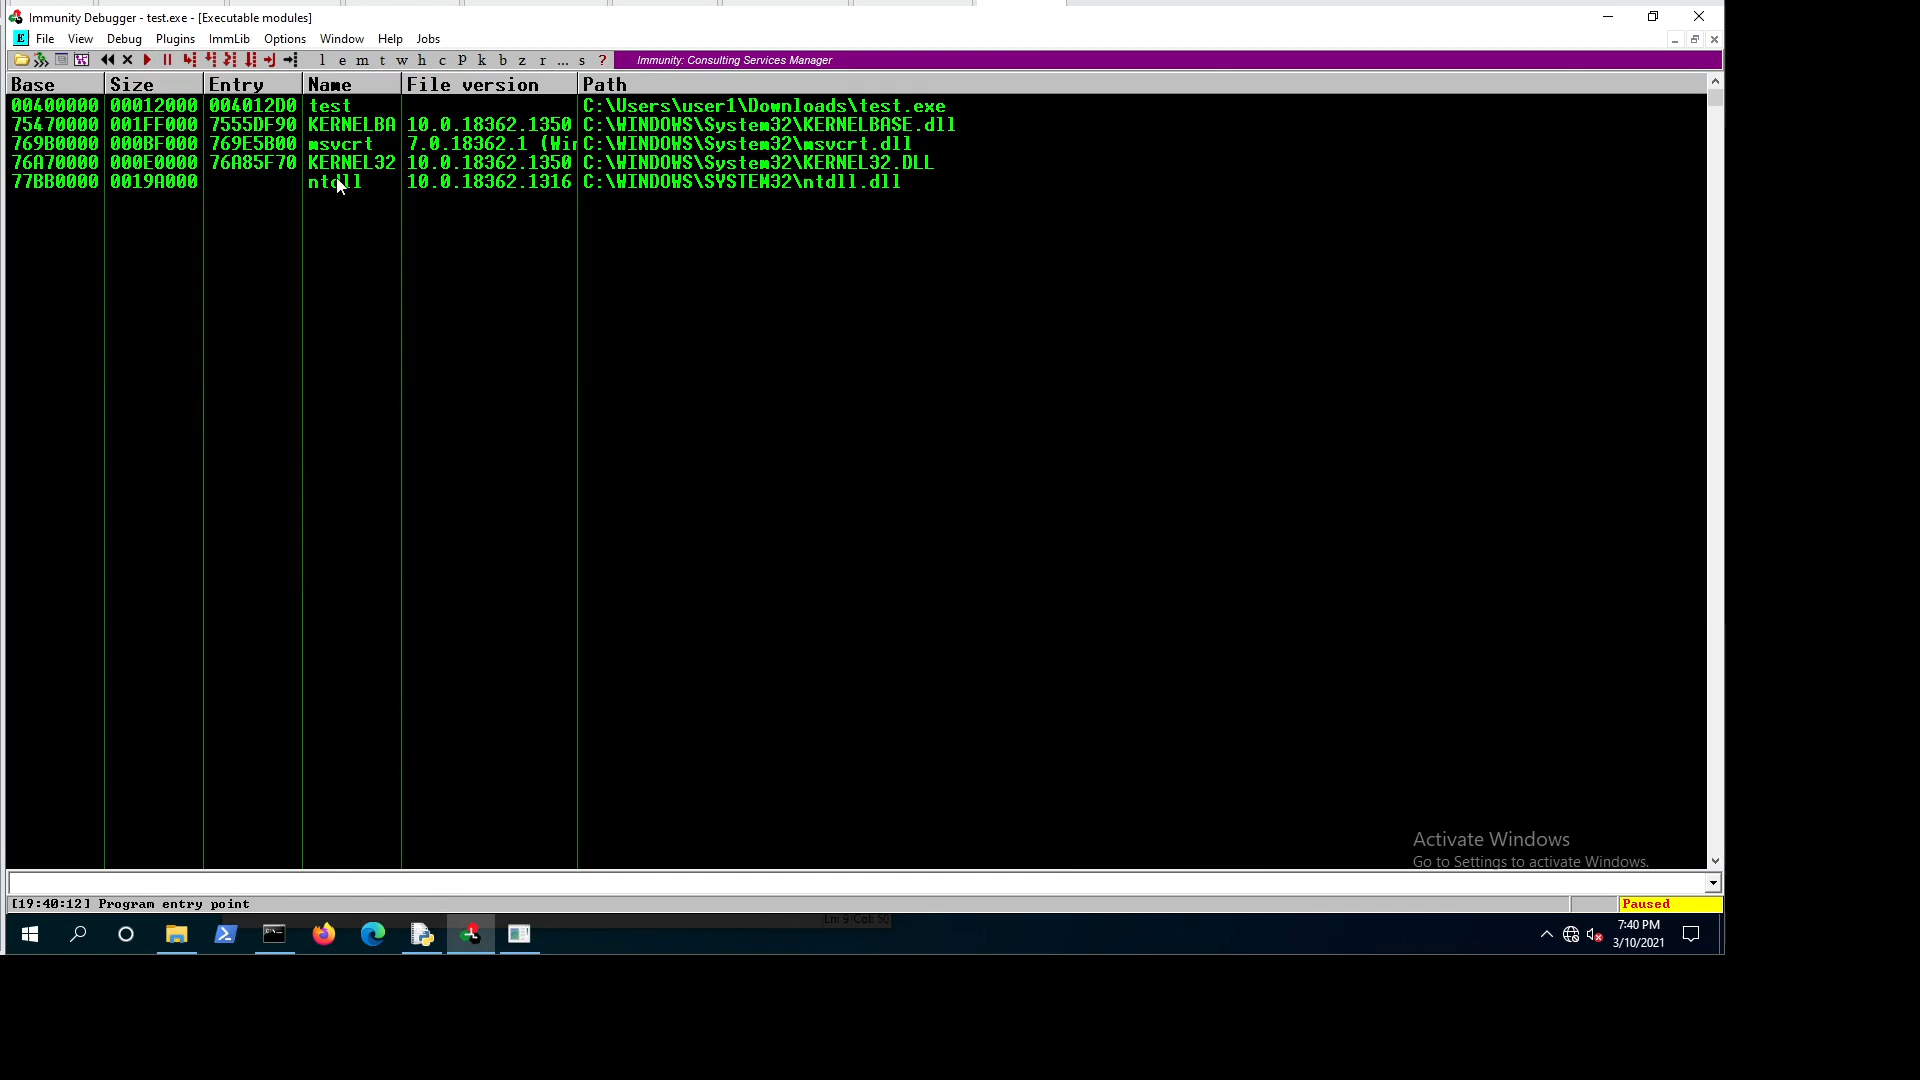 Immunity Debugger - test.exe - [Executable modules]
E File View Debug Plugins ImmLib Options Window Help Jobs
l e m t w h c P k b z r ... s ? Immunity: Consulting Services Manager
Base Size Entry Name File version Path
00400000 00012000 004012D0 test C:\Users\user1\Downloads\test.exe
75470000 001FF000 7555DF90 KERNELBA 10.0.18362.1350 C:\WINDOWS\System32\KERNELBASE.dll
769B0000 000BF000 769E5B00 msvcrt 7.0.18362.1 (Win C:\WINDOWS\System32\msvcrt.dll
76A70000 000E0000 76A85F70 KERNEL32 10.0.18362.1350 C:\WINDOWS\System32\KERNEL32.DLL
77BB0000 0019A000 ntdll 10.0.18362.1316 C:\WINDOWS\SYSTEM32\ntdll.dll
Activate Windows
Go to Settings to activate Windows.
[19:40:12] Program entry point Paused
Ln: 9 Col: 50
7:40 PM
3/10/2021